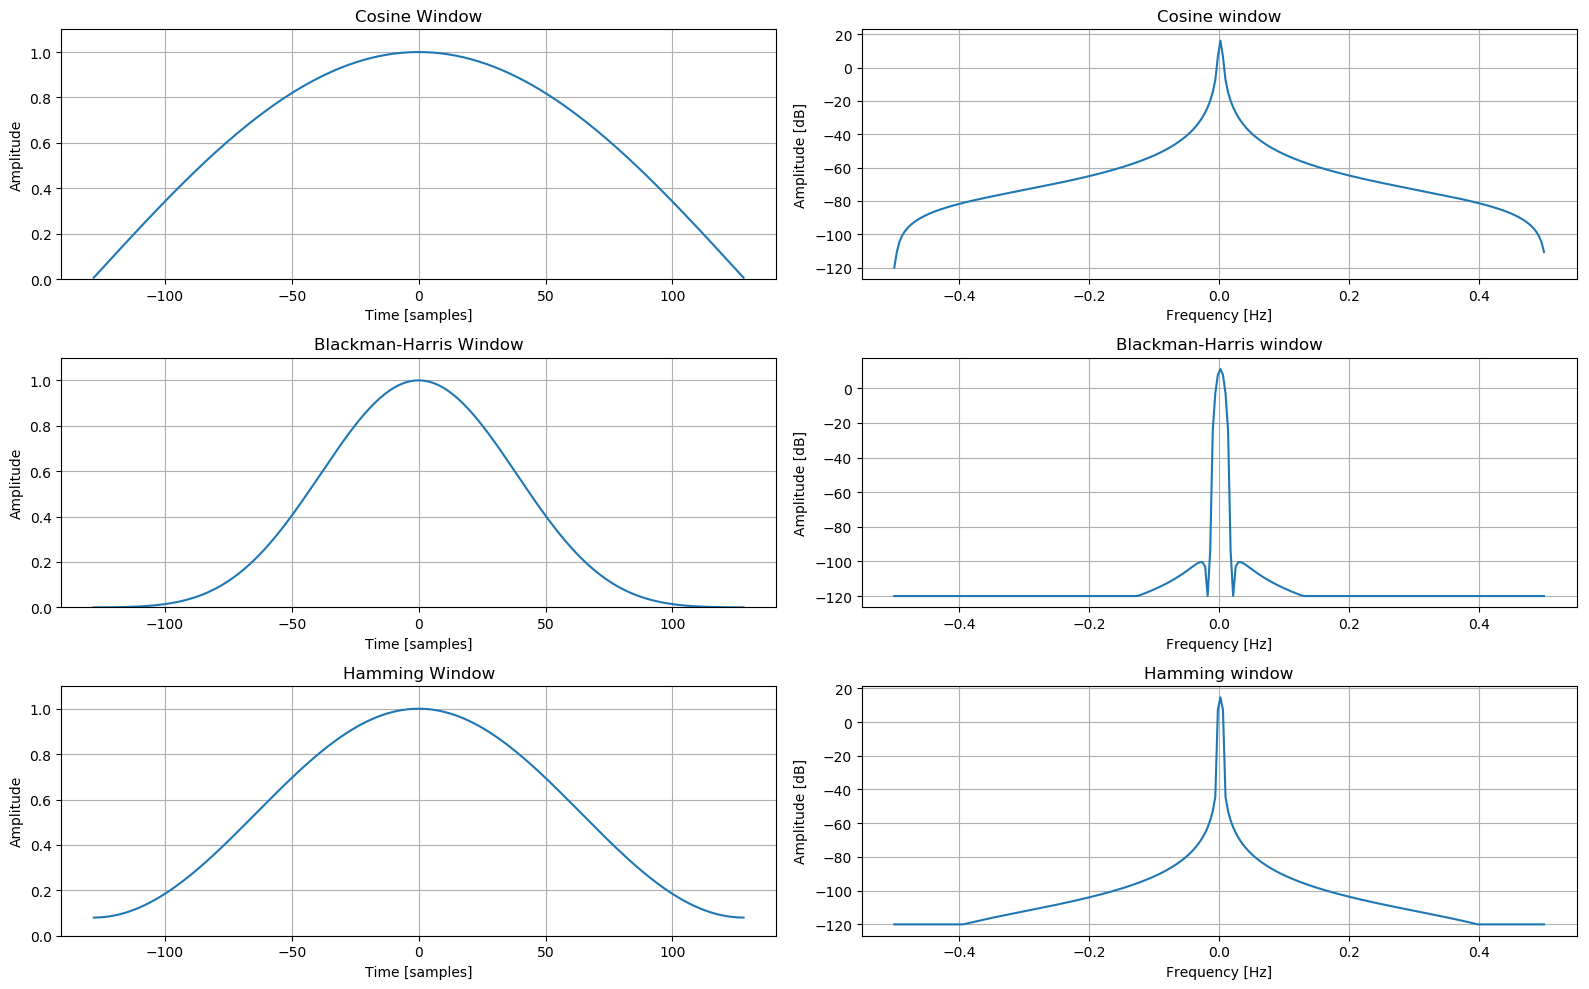 Cosine Window
Amplitude
1.0
0.8
0.6
0.4
0.2
0.0
−100 −50 0 50 100
Time [samples]
Cosine window
Amplitude [dB]
20
0
−20
−40
−60
−80
−100
−120
−0.4 −0.2 0.0 0.2 0.4
Frequency [Hz]
Blackman-Harris Window
Amplitude
1.0
0.8
0.6
0.4
0.2
0.0
−100 −50 0 50 100
Time [samples]
Blackman-Harris window
Amplitude [dB]
0
−20
−40
−60
−80
−100
−120
−0.4 −0.2 0.0 0.2 0.4
Frequency [Hz]
Hamming Window
Amplitude
1.0
0.8
0.6
0.4
0.2
0.0
−100 −50 0 50 100
Time [samples]
Hamming window
Amplitude [dB]
20
0
−20
−40
−60
−80
−100
−120
−0.4 −0.2 0.0 0.2 0.4
Frequency [Hz]